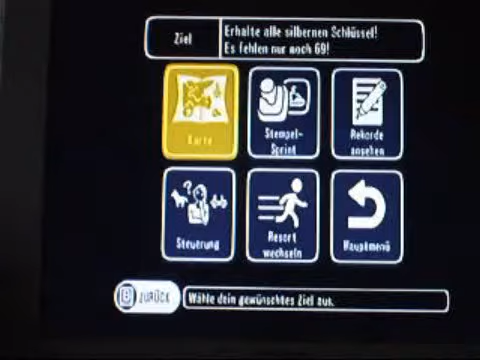 Ziel
Erhalte alle silbernen Schlüssel!
Es fehlen nur noch 69!
Karte
Stempel-
Sprint
Rekorde
ansehen
Steuerung
Resort
wechseln
Hauptmenü
B ZURÜCK
Wähle dein gewünschtes Ziel aus.